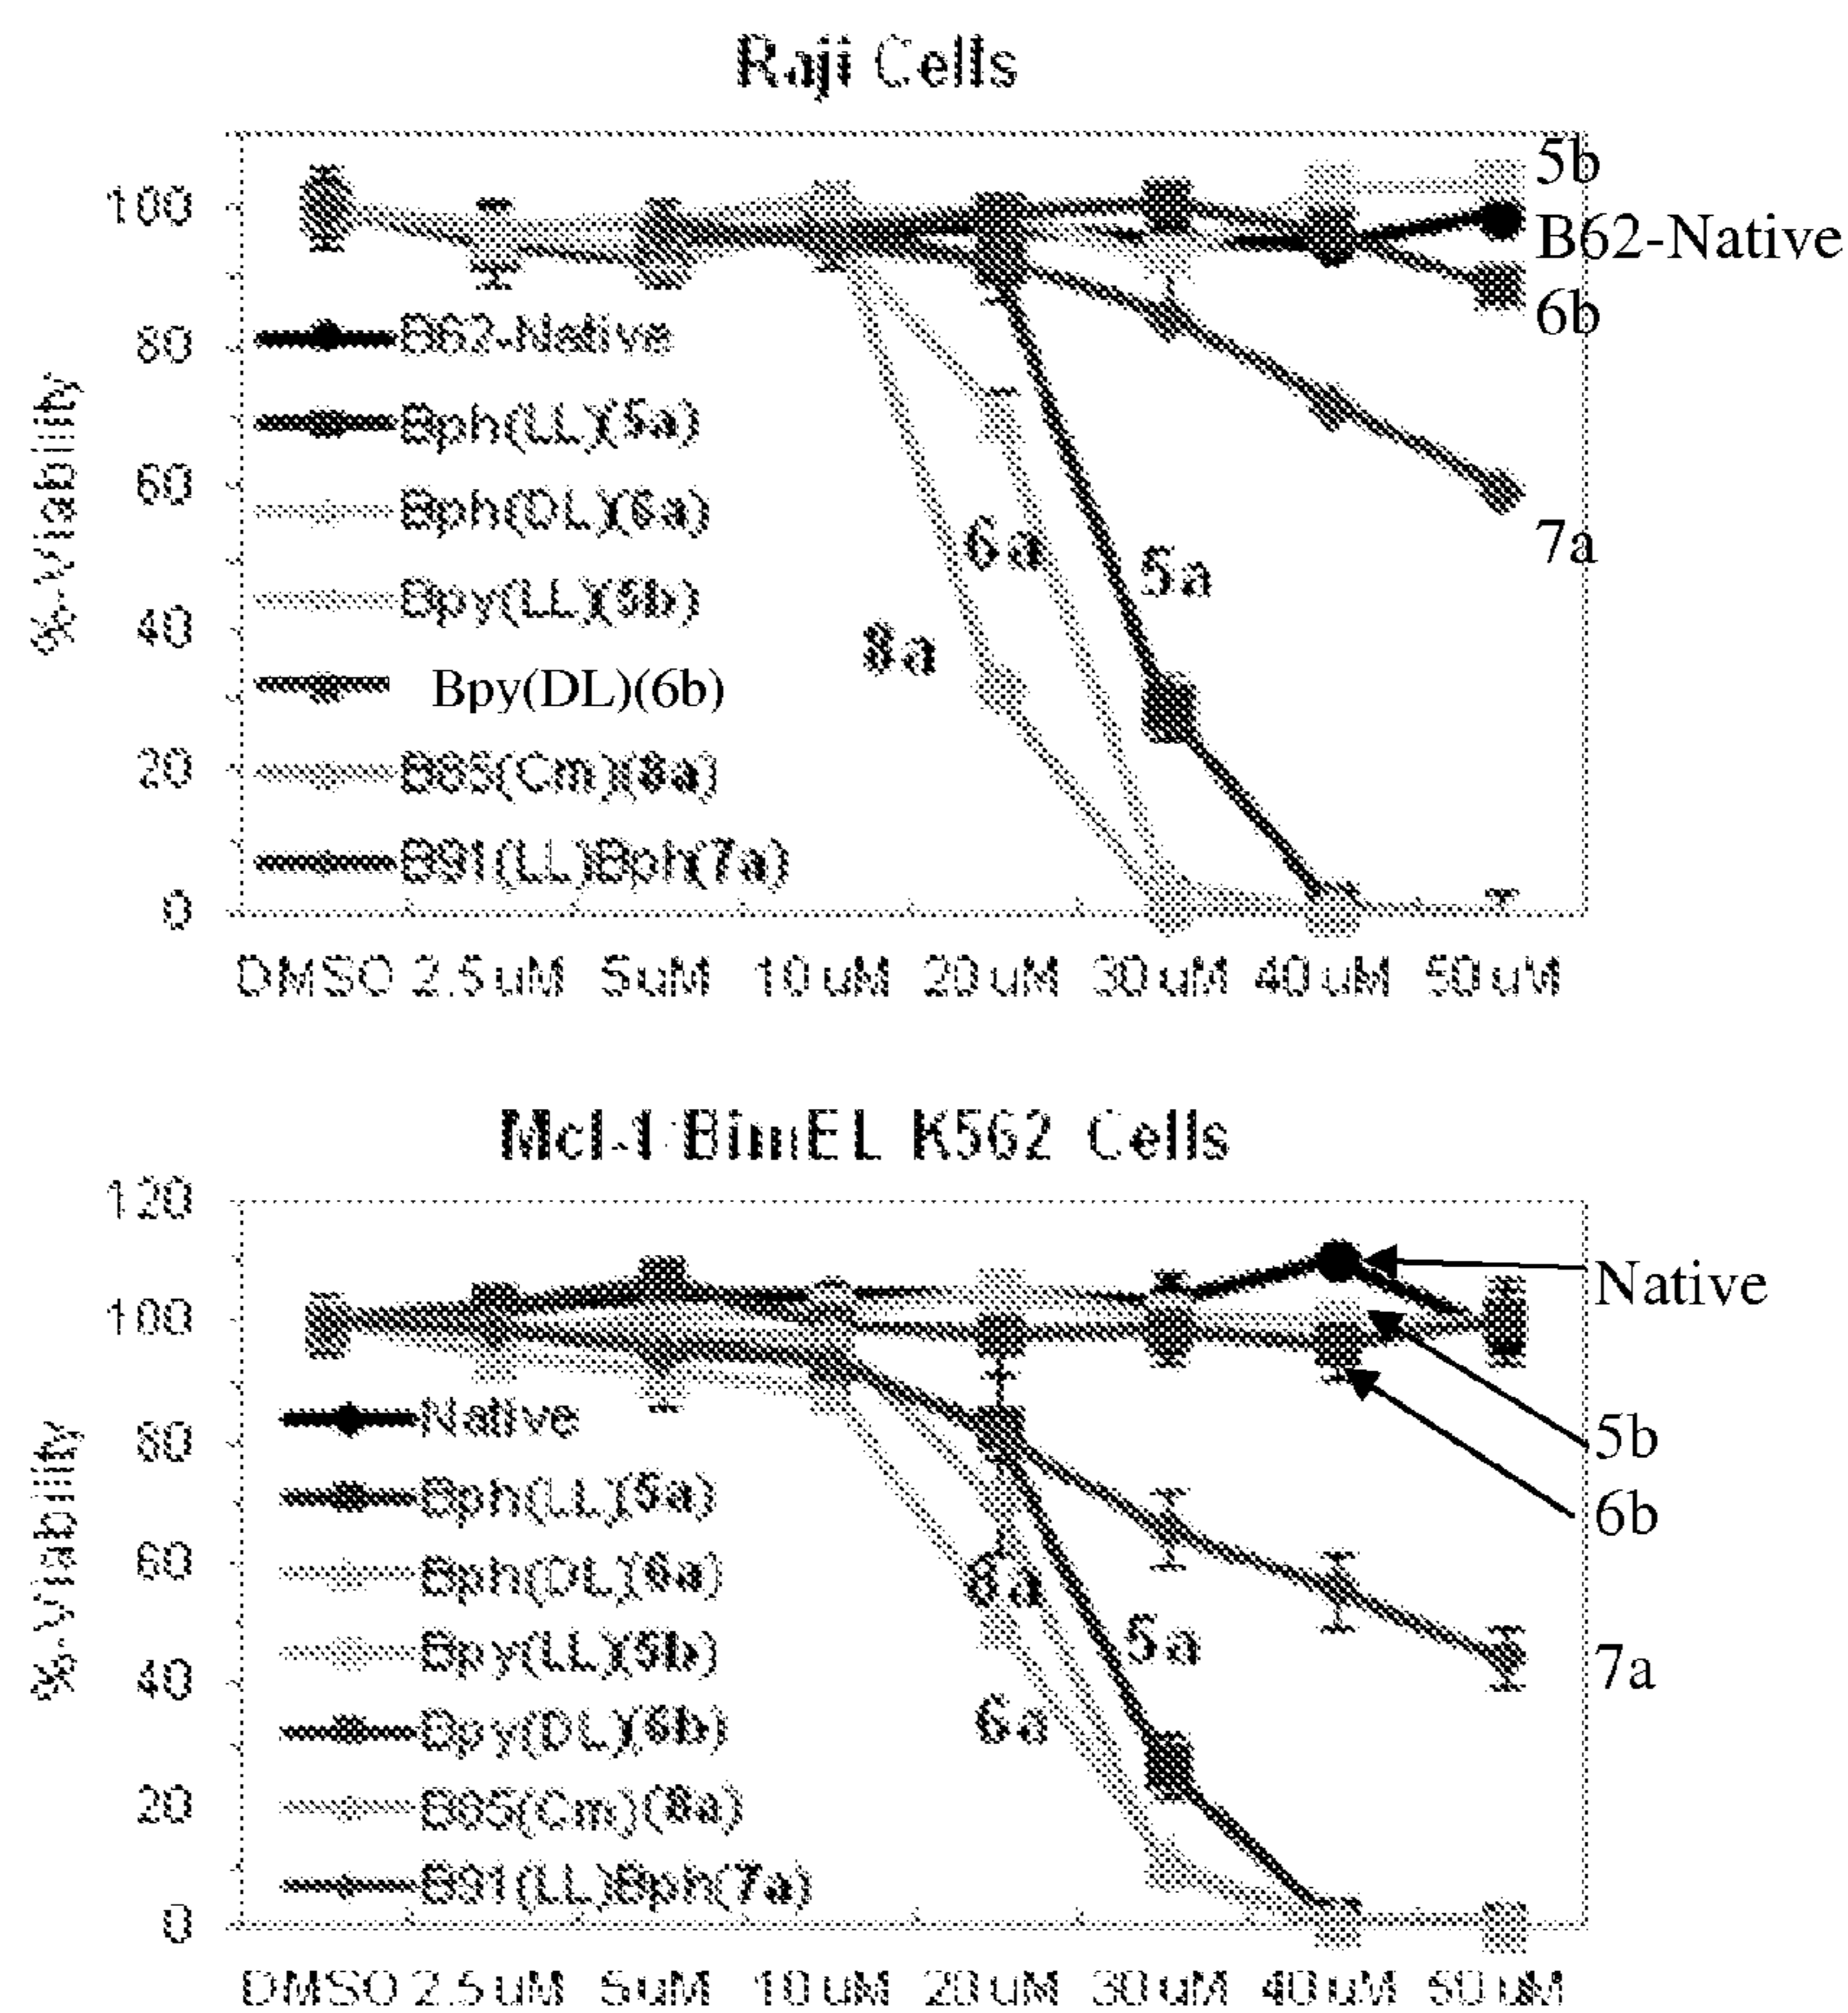 Raji Cells
%-Viability
100
80
60
40
20
0
B62-Native
Bph(LL)(5a)
Bph(DL)(6a)
Bpy(LL)(5b)
Bpy(DL)(6b)
B85(Cm)(8a)
B91(LL)Bph(7a)
5b
B62-Native
6b
7a
6a
5a
8a
DMSO 2.5 uM 5 uM 10 uM 20 uM 30 uM 40 uM 50 uM
Mcl-1 BimEL K562 Cells
%-Viability
120
100
80
60
40
20
0
Native
Bph(LL)(5a)
Bph(DL)(6a)
Bpy(LL)(5b)
Bpy(DL)(6b)
B85(Cm)(8a)
B91(LL)Bph(7a)
Native
5b
6b
7a
6a
5a
6a
DMSO 2.5 uM 5 uM 10 uM 20 uM 30 uM 40 uM 50 uM